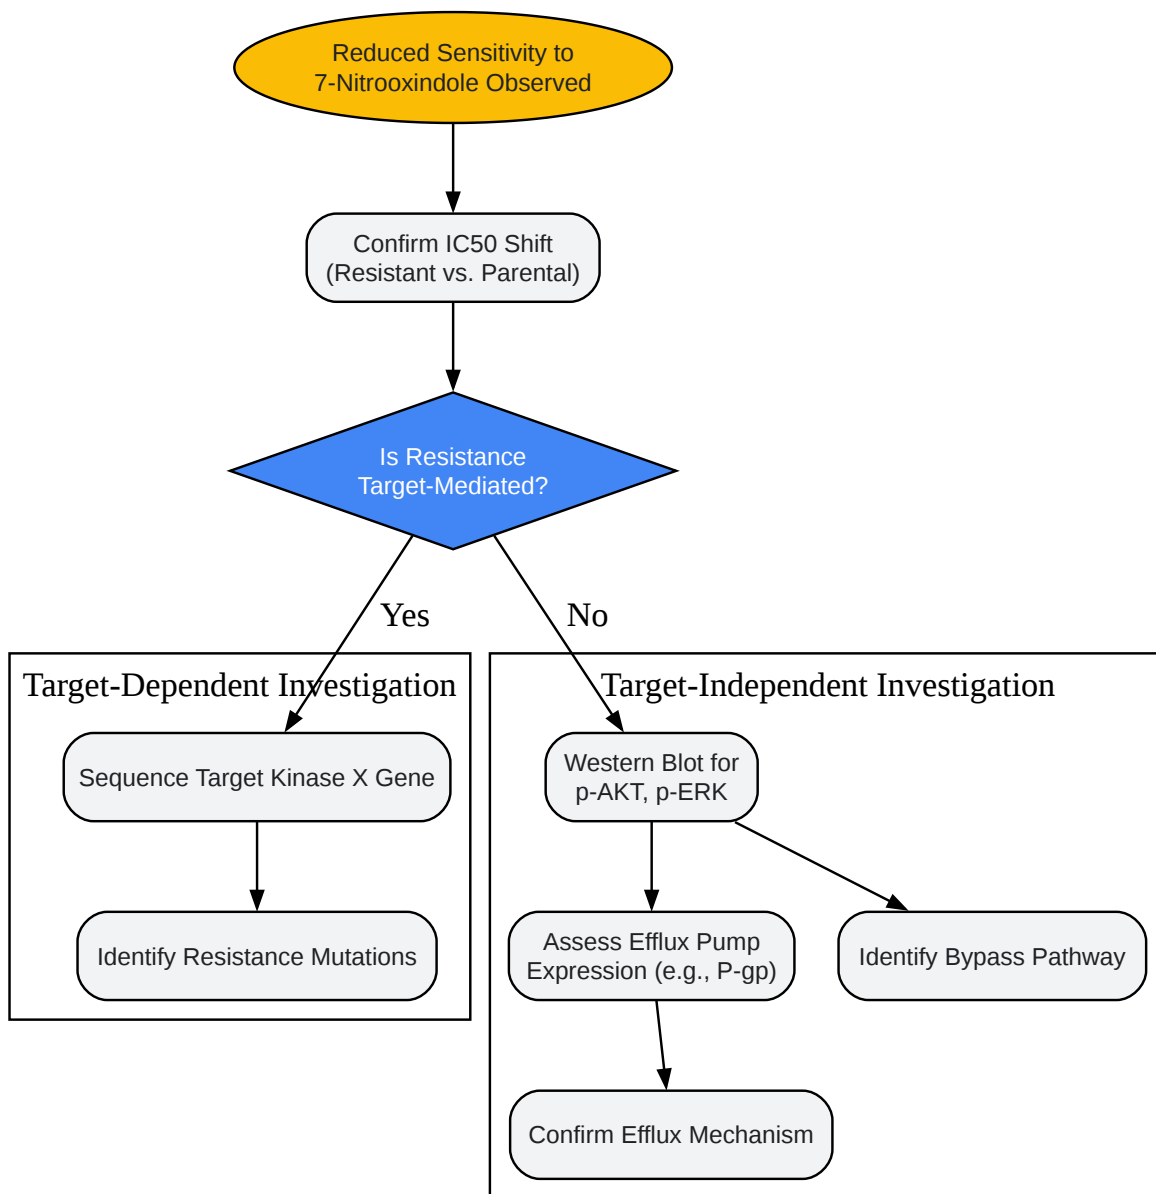 Reduced Sensitivity to
7-Nitrooxindole Observed
Confirm IC50 Shift
(Resistant vs. Parental)
Is Resistance
Target-Mediated?
Yes
No
Target-Dependent Investigation
Target-Independent Investigation
Sequence Target Kinase X Gene
Western Blot for
p-AKT, p-ERK
Identify Resistance Mutations
Assess Efflux Pump
Expression (e.g., P-gp)
Identify Bypass Pathway
Confirm Efflux Mechanism